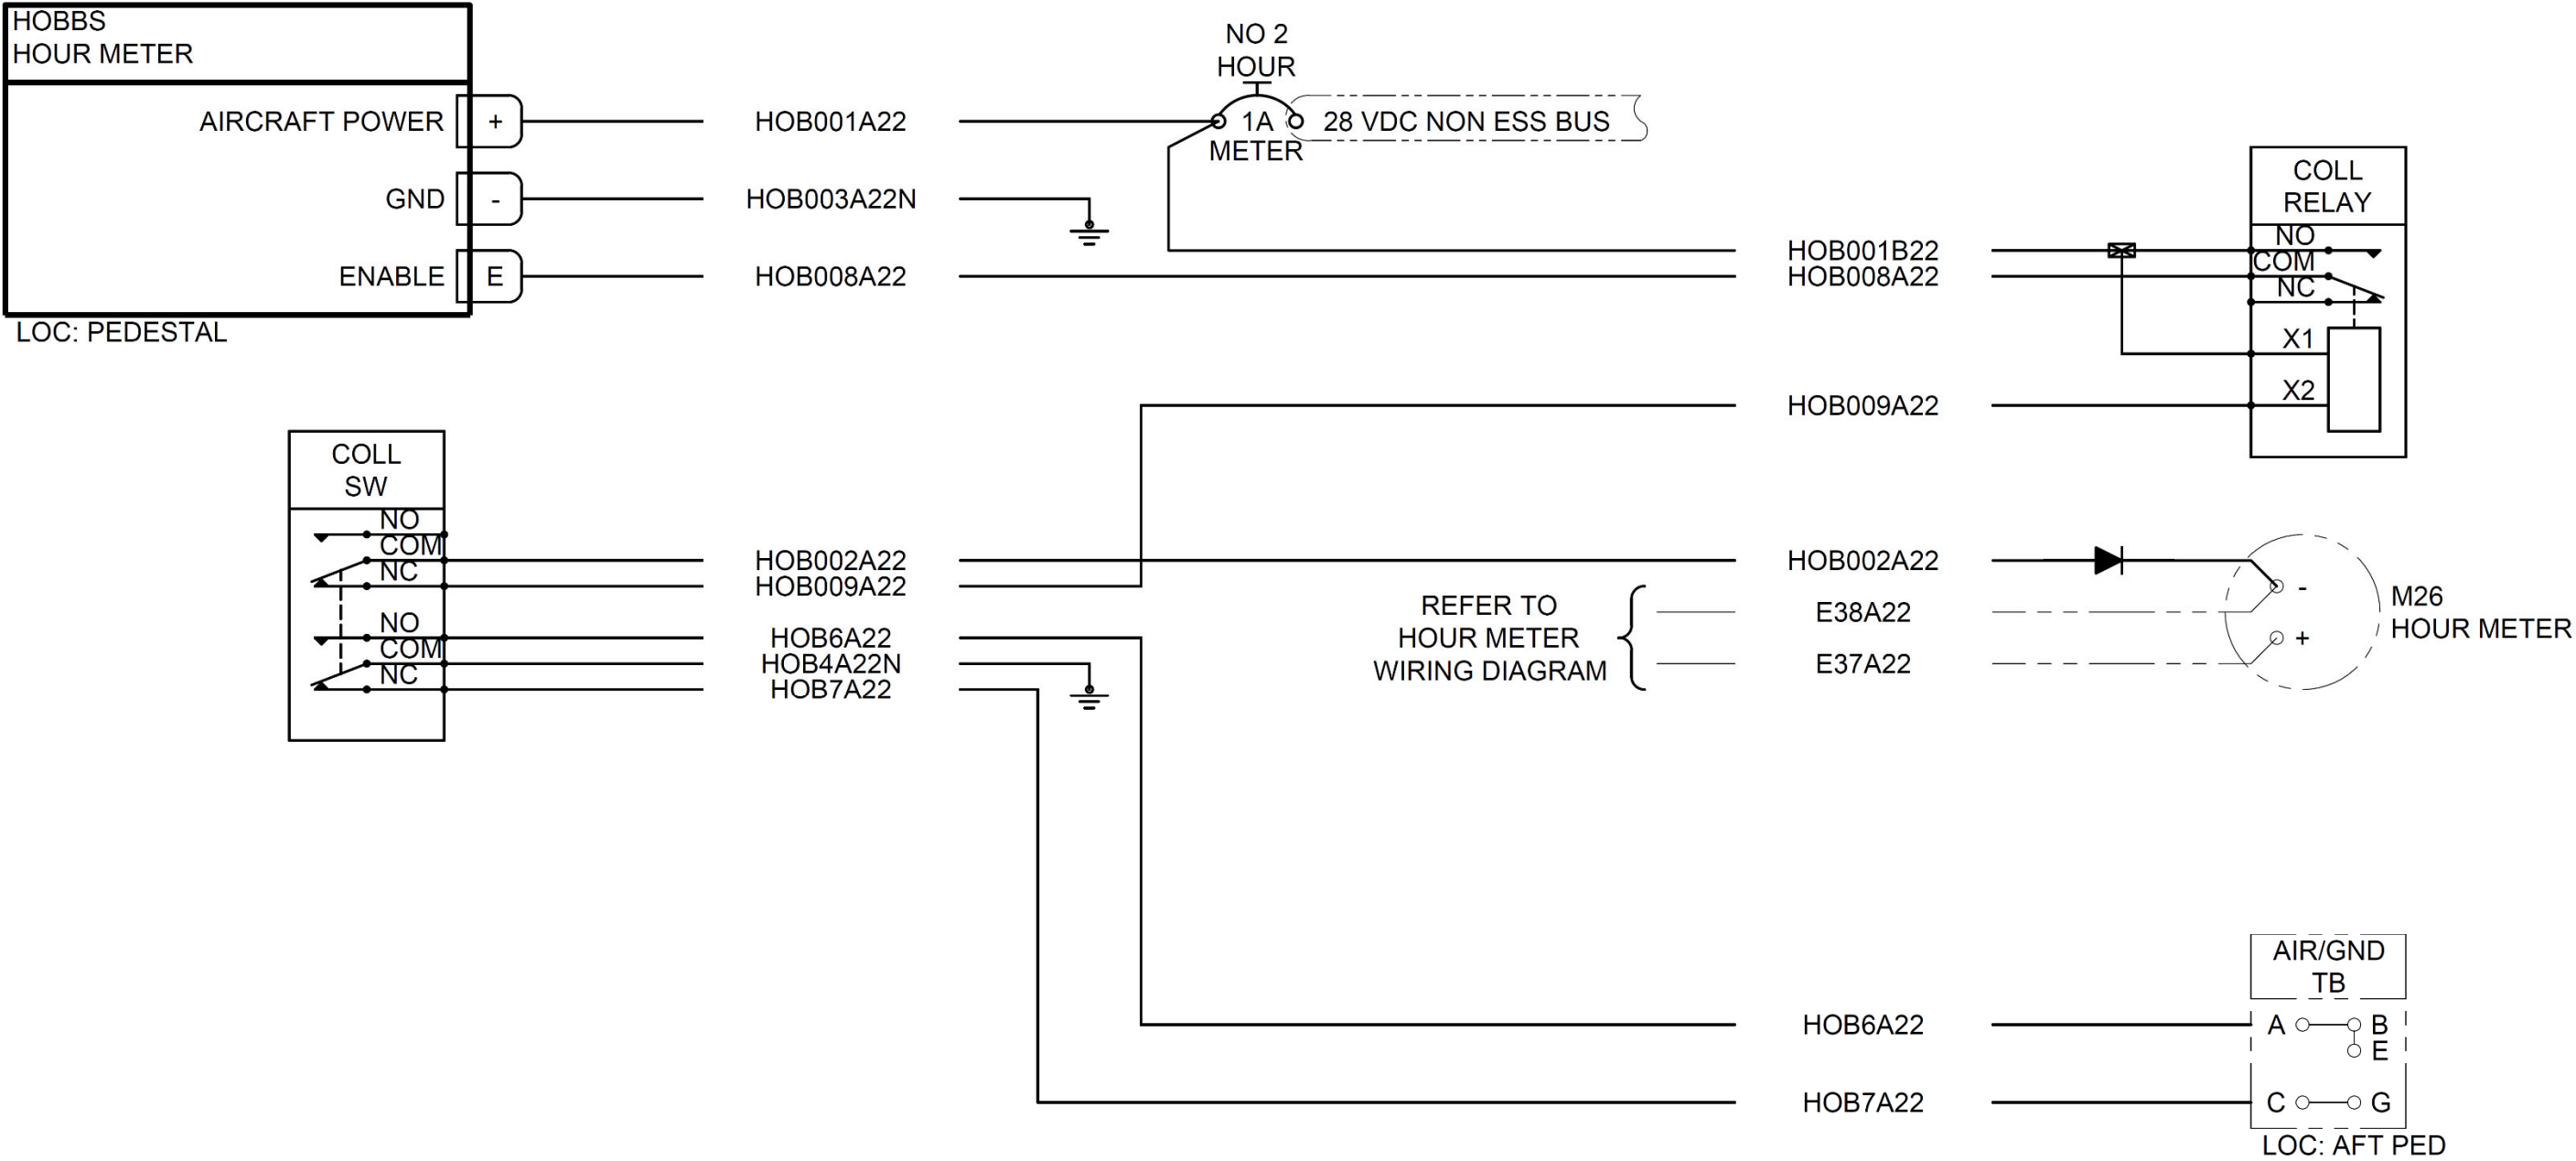 HOBBS
HOUR METER
AIRCRAFT POWER
+
GND
-
ENABLE
E
LOC: PEDESTAL
HOB001A22
HOB003A22N
HOB008A22
NO 2
HOUR
1A
METER
28 VDC NON ESS BUS
HOB001B22
HOB008A22
HOB009A22
COLL
RELAY
NO
COM
NC
X1
X2
COLL
SW
NO
COM
NC
NO
COM
NC
HOB002A22
HOB009A22
HOB6A22
HOB4A22N
HOB7A22
HOB002A22
REFER TO
HOUR METER
WIRING DIAGRAM
E38A22
E37A22
-
+
M26
HOUR METER
HOB6A22
HOB7A22
AIR/GND
TB
A B
E
C G
LOC: AFT PED